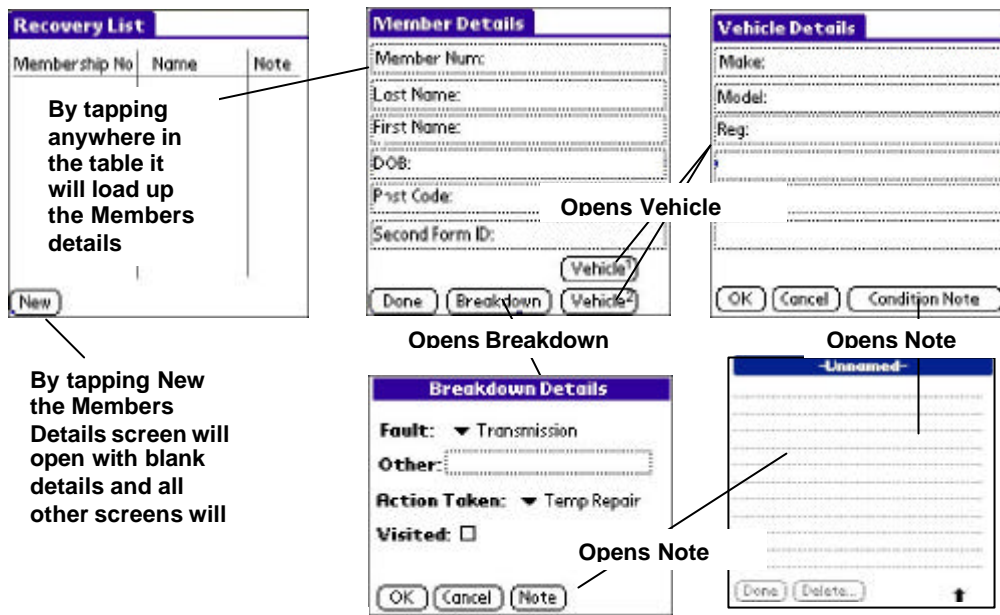 Recovery List
Membership No Name Note
By tapping
anywhere in
the table it
will load up
the Members
details
New
By tapping New
the Members
Details screen will
open with blank
details and all
other screens will
Member Details
Member Num:
Last Name:
First Name:
DOB:
Post Code:
Second Form ID:
Vehicle1
Done Breakdown Vehicle2
Opens Vehicle
Vehicle Details
Make:
Model:
Reg:
OK Cancel Condition Note
Opens Breakdown
Breakdown Details
Fault: Transmission
Other:
Action Taken: Temp Repair
Visited:
OK Cancel Note
Opens Note
Opens Note
-Unnamed-
Done Delete...